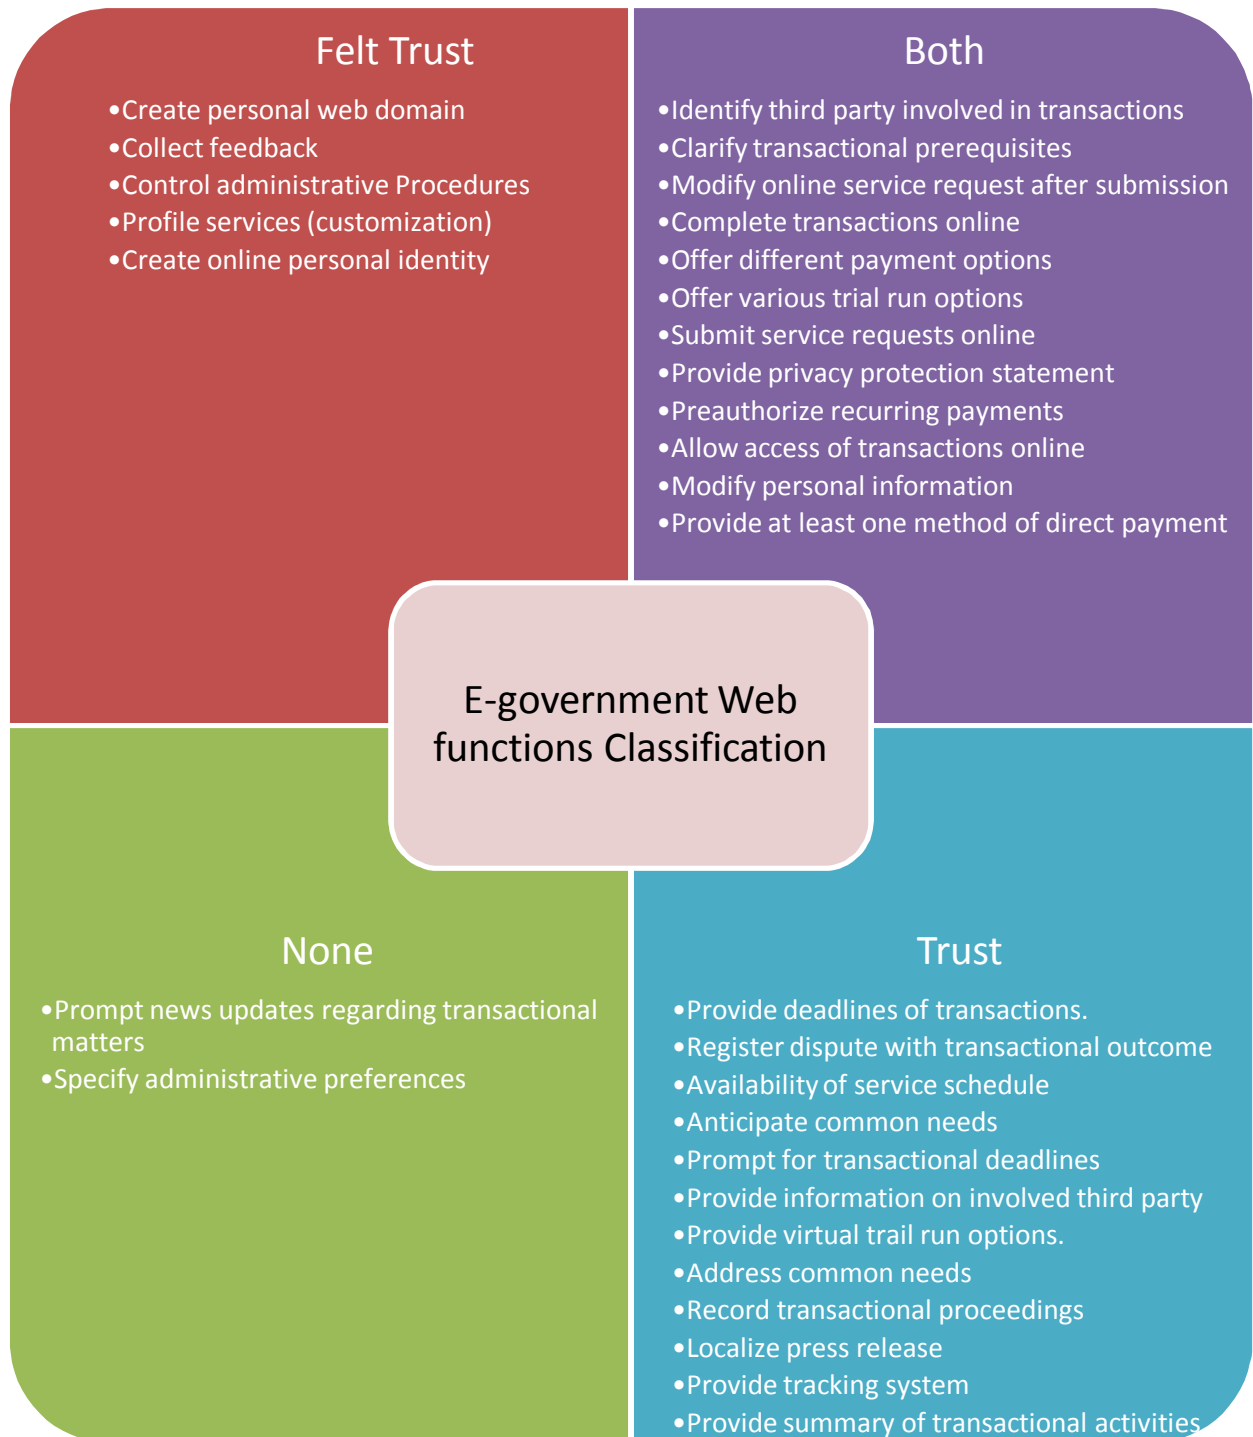 Felt Trust
•Create personal web domain
•Collect feedback
•Control administrative Procedures
•Profile services (customization)
•Create online personal identity
Both
•Identify third party involved in transactions
•Clarify transactional prerequisites
•Modify online service request after submission
•Complete transactions online
•Offer different payment options
•Offer various trial run options
•Submit service requests online
•Provide privacy protection statement
•Preauthorize recurring payments
•Allow access of transactions online
•Modify personal information
•Provide at least one method of direct payment
E-government Web
functions Classification
None
•Prompt news updates regarding transactional
matters
•Specify administrative preferences
Trust
•Provide deadlines of transactions.
•Register dispute with transactional outcome
•Availability of service schedule
•Anticipate common needs
•Prompt for transactional deadlines
•Provide information on involved third party
•Provide virtual trail run options.
•Address common needs
•Record transactional proceedings
•Localize press release
•Provide tracking system
•Provide summary of transactional activities